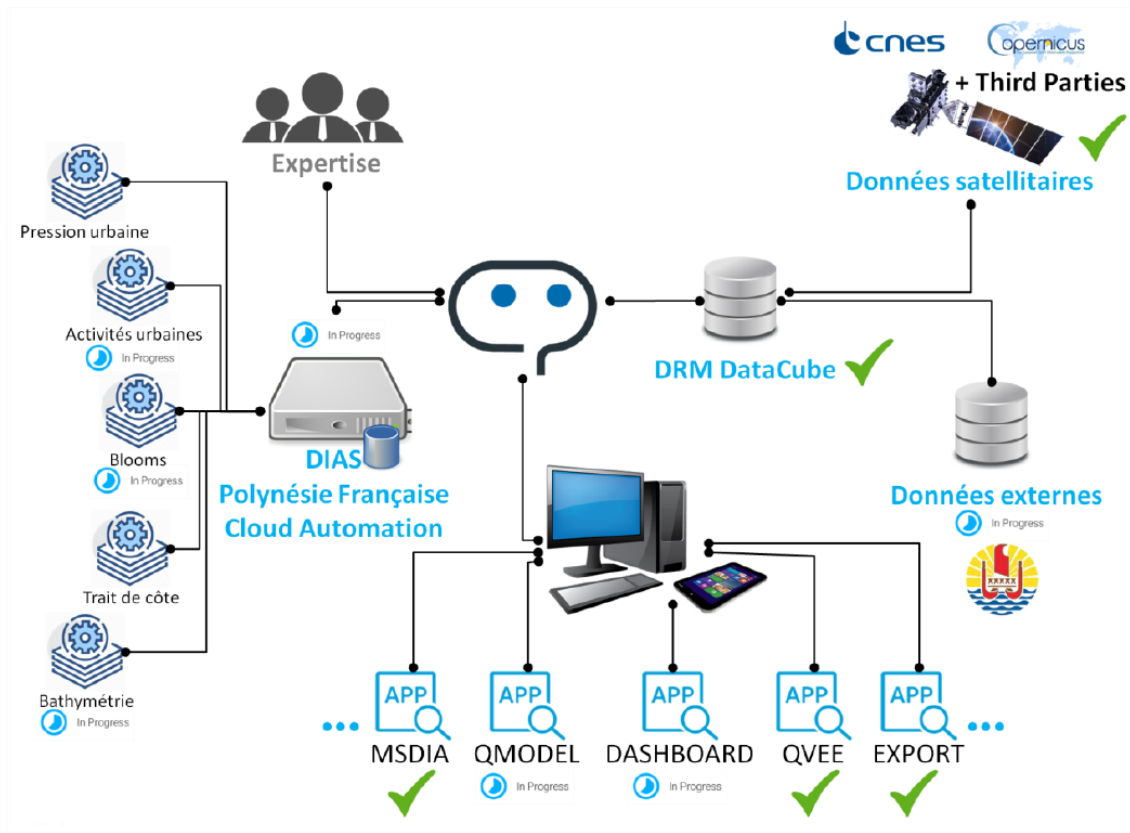 cnes
Copernicus
+ Third Parties
Données satellitaires
Expertise
Pression urbaine
Activités urbaines
In Progress
In Progress
Blooms
In Progress
DIAS
Polynésie Française
Cloud Automation
DRM DataCube
Données externes
In Progress
Trait de côte
Bathymétrie
In Progress
...
APP
MSDIA
APP
QMODEL
In Progress
APP
DASHBOARD
In Progress
APP
QVEE
APP
EXPORT
...